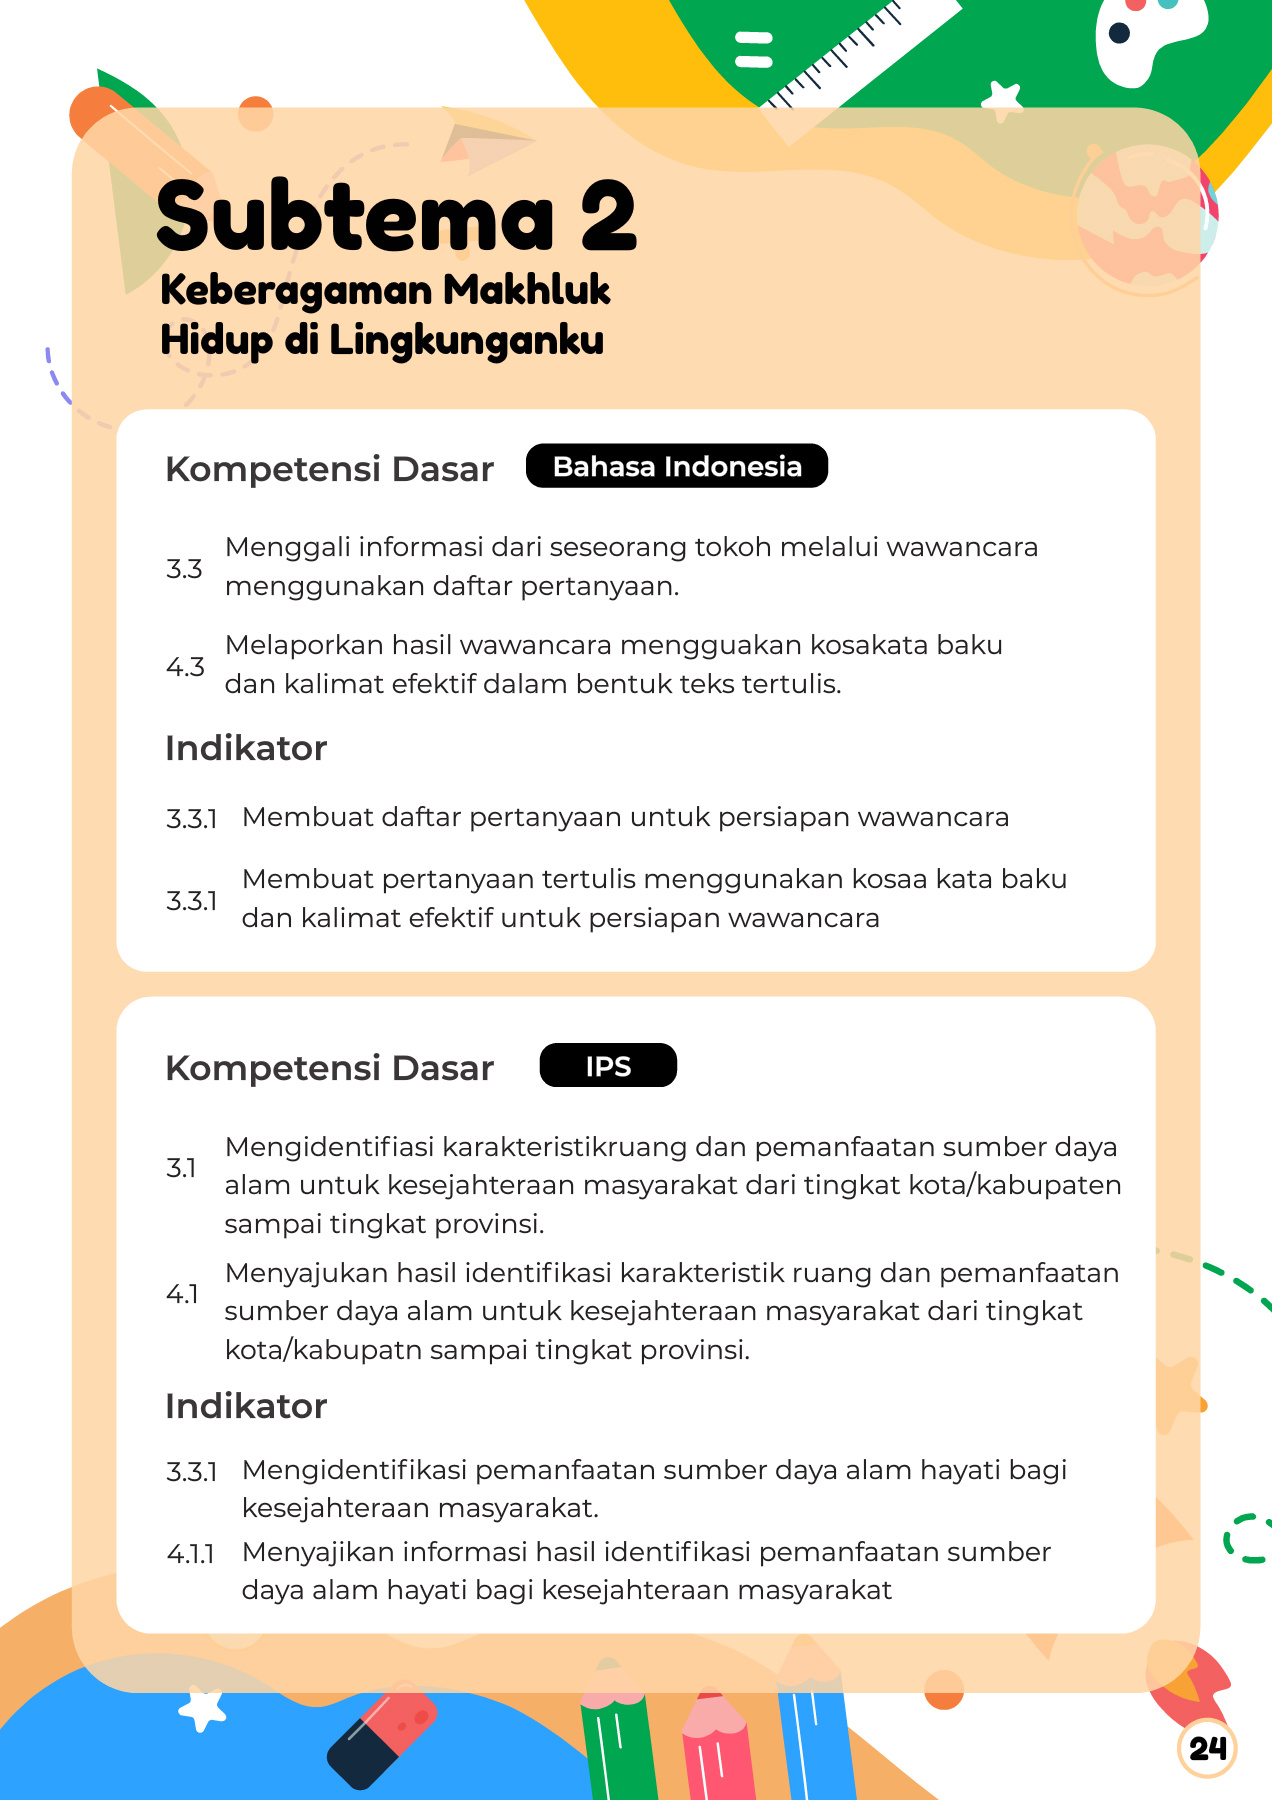 Subtema 2
Keberagaman Makhluk
Hidup di Lingkunganku
Kompetensi Dasar Bahasa Indonesia
3.3 Menggali informasi dari seseorang tokoh melalui wawancara
menggunakan daftar pertanyaan.
4.3 Melaporkan hasil wawancara mengguakan kosakata baku
dan kalimat efektif dalam bentuk teks tertulis.
Indikator
3.3.1 Membuat daftar pertanyaan untuk persiapan wawancara
3.3.1 Membuat pertanyaan tertulis menggunakan kosaa kata baku
dan kalimat efektif untuk persiapan wawancara
Kompetensi Dasar IPS
3.1 Mengidentifiasi karakteristikruang dan pemanfaatan sumber daya
alam untuk kesejahteraan masyarakat dari tingkat kota/kabupaten
sampai tingkat provinsi.
4.1 Menyajukan hasil identifikasi karakteristik ruang dan pemanfaatan
sumber daya alam untuk kesejahteraan masyarakat dari tingkat
kota/kabupatn sampai tingkat provinsi.
Indikator
3.3.1 Mengidentifikasi pemanfaatan sumber daya alam hayati bagi
kesejahteraan masyarakat.
4.1.1 Menyajikan informasi hasil identifikasi pemanfaatan sumber
daya alam hayati bagi kesejahteraan masyarakat
24